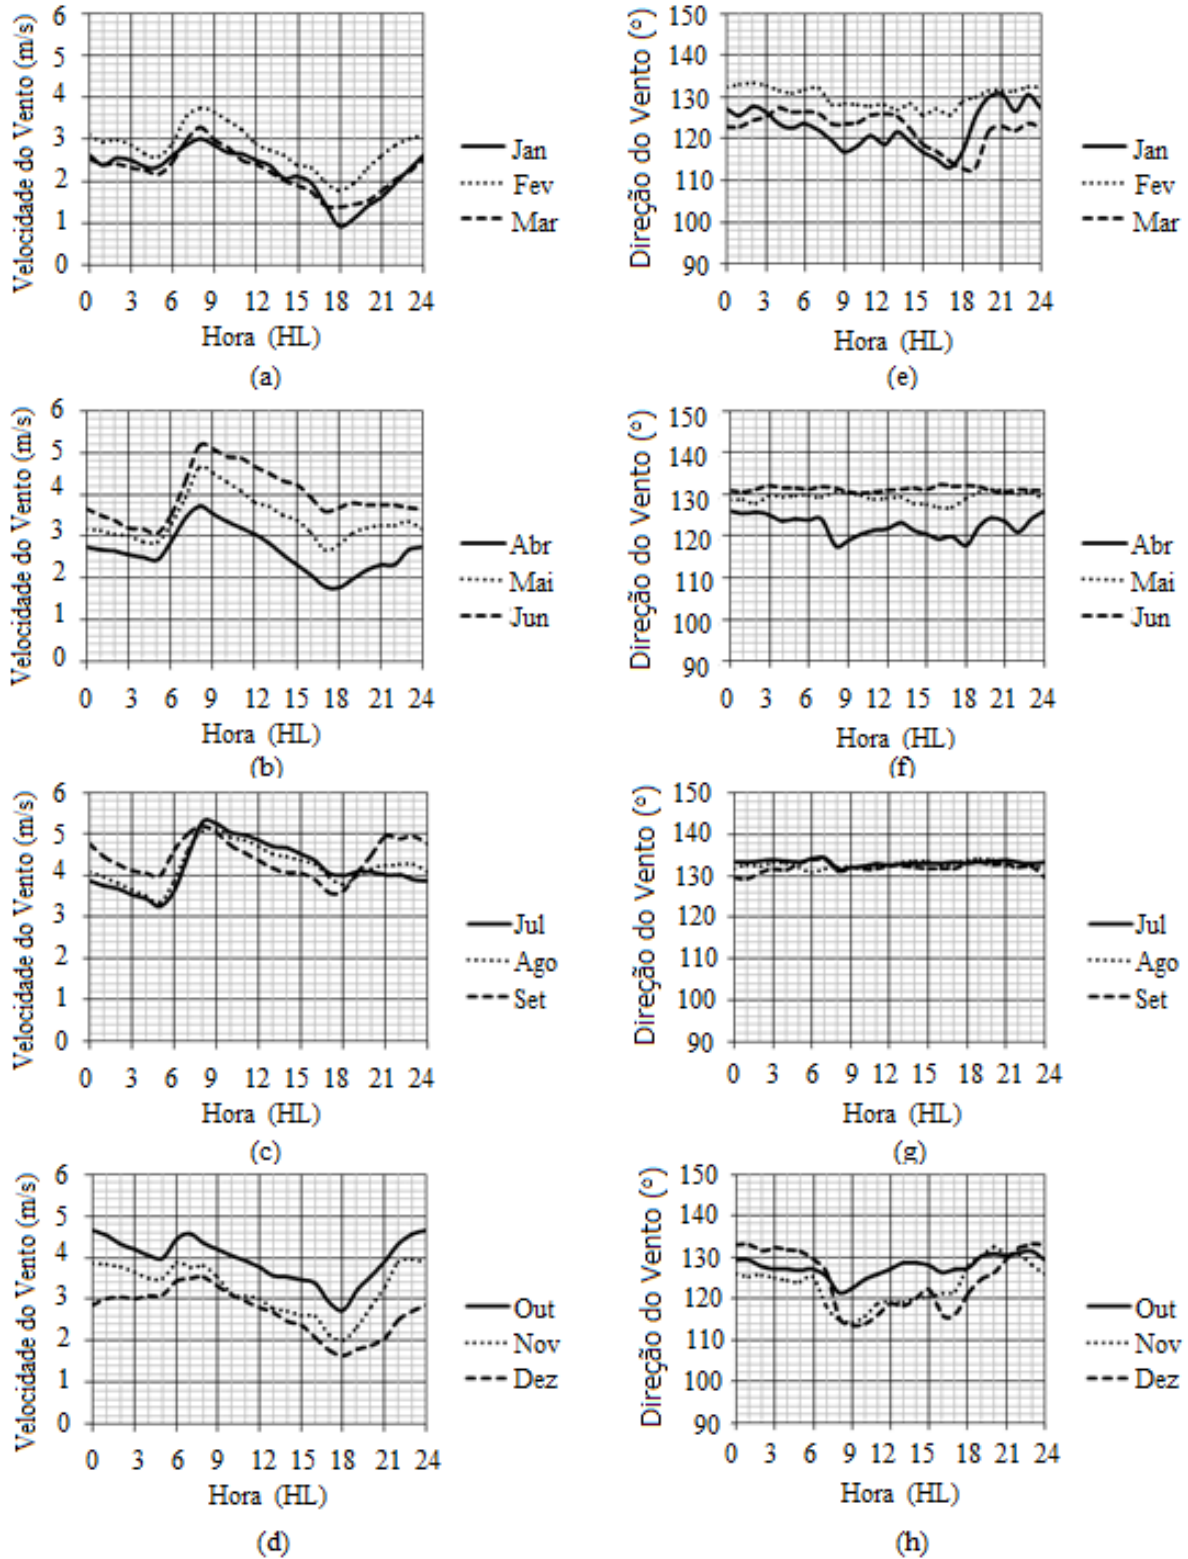 Velocidade do Vento (m/s)
6
5
4
3
2
1
0
0 3 6 9 12 15 18 21 24
Hora (HL)
Jan
Fev
Mar
(a)
Direção do Vento (°)
150
140
130
120
110
100
90
0 3 6 9 12 15 18 21 24
Hora (HL)
Jan
Fev
Mar
(e)
Velocidade do Vento (m/s)
6
5
4
3
2
1
0
0 3 6 9 12 15 18 21 24
Hora (HL)
Abr
Mai
Jun
(b)
Direção do Vento (°)
150
140
130
120
110
100
90
0 3 6 9 12 15 18 21 24
Hora (HL)
Abr
Mai
Jun
(f)
Velocidade do Vento (m/s)
6
5
4
3
2
1
0
0 3 6 9 12 15 18 21 24
Hora (HL)
Jul
Ago
Set
(c)
Direção do Vento (°)
150
140
130
120
110
100
90
0 3 6 9 12 15 18 21 24
Hora (HL)
Jul
Ago
Set
(g)
Velocidade do Vento (m/s)
6
5
4
3
2
1
0
0 3 6 9 12 15 18 21 24
Hora (HL)
Out
Nov
Dez
(d)
Direção do Vento (°)
150
140
130
120
110
100
90
0 3 6 9 12 15 18 21 24
Hora (HL)
Out
Nov
Dez
(h)